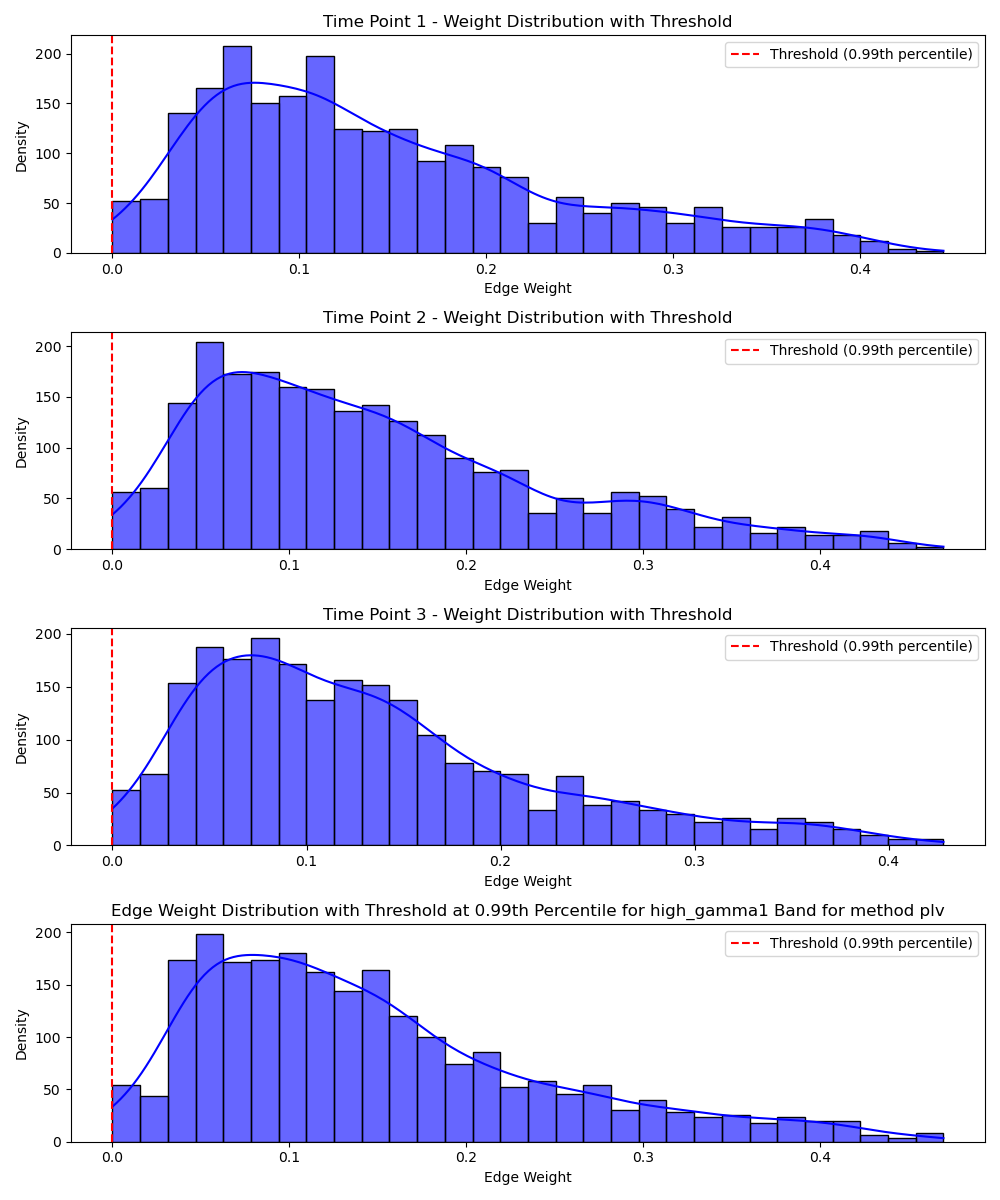 Time Point 1 - Weight Distribution with Threshold
Threshold (0.99th percentile)
Density
200
150
100
50
0
0.0 0.1 0.2 0.3 0.4
Edge Weight
Time Point 2 - Weight Distribution with Threshold
Threshold (0.99th percentile)
Density
200
150
100
50
0
0.0 0.1 0.2 0.3 0.4
Edge Weight
Time Point 3 - Weight Distribution with Threshold
Threshold (0.99th percentile)
Density
200
150
100
50
0
0.0 0.1 0.2 0.3 0.4
Edge Weight
Edge Weight Distribution with Threshold at 0.99th Percentile for high_gamma1 Band for method plv
Threshold (0.99th percentile)
Density
200
150
100
50
0
0.0 0.1 0.2 0.3 0.4
Edge Weight